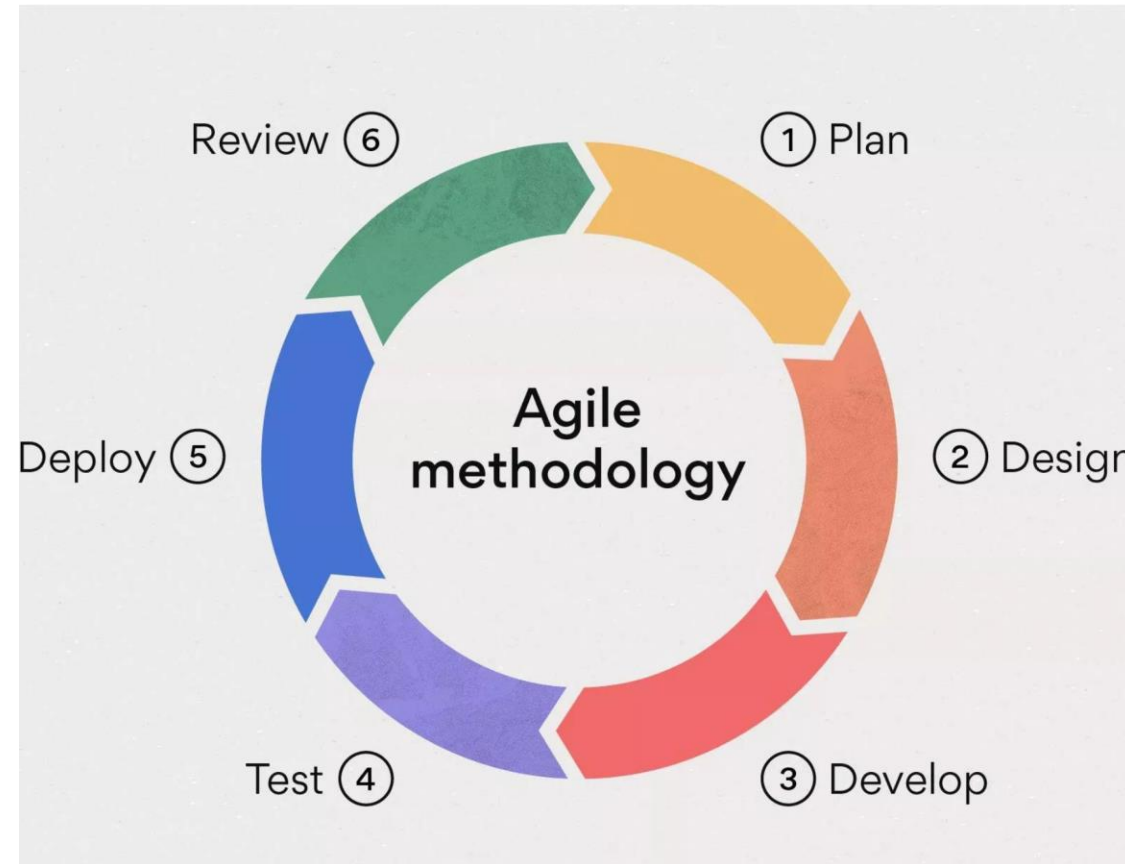 Agile
methodology
1 Plan
2 Design
3 Develop
4 Test
Deploy 5
Review 6